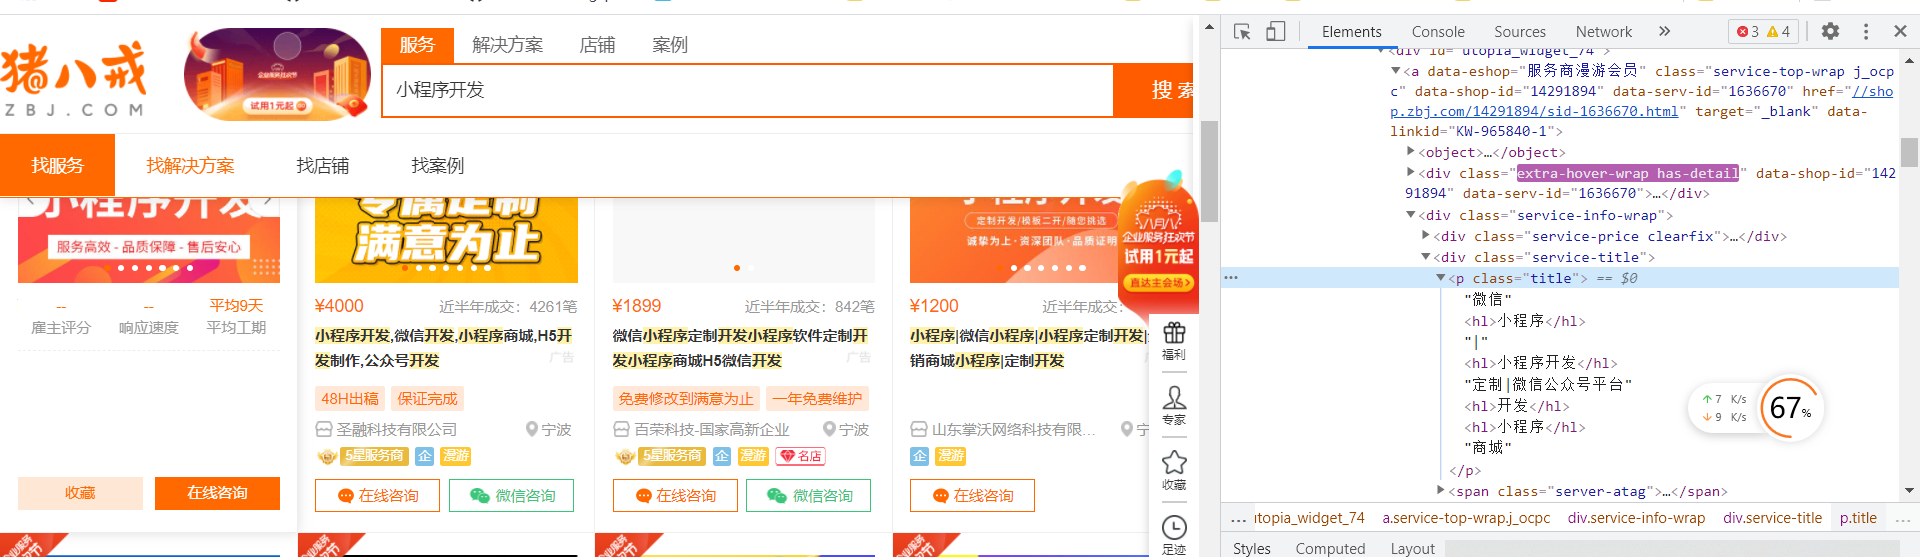 猪八戒
ZBJ.COM
企业服务狂欢节
试用1元起 GO
服务 解决方案 店铺 案例
小程序开发
搜 索
找服务 找解决方案 找店铺 找案例
小程序开发
服务高效 - 品质保障 - 售后安心
-- -- 平均9天
雇主评分 响应速度 平均工期
收藏 在线咨询
专属定制
满意为止
¥4000 近半年成交：4261笔
小程序开发,微信开发,小程序商城,H5开
发制作,公众号开发
广告
48H出稿 保证完成
圣融科技有限公司 宁波
5星服务商 企 漫游
在线咨询 微信咨询
¥1899 近半年成交：842笔
微信小程序定制开发小程序软件定制开
发小程序商城H5微信开发
广告
免费修改到满意为止 一年免费维护
百荣科技-国家高新企业 宁波
5星服务商 企 漫游 名店
在线咨询 微信咨询
小程序开发
定制开发/模板二开/随您挑选
诚挚为上·资深团队·品质证明
¥1200 近半年成交：
小程序|微信小程序|小程序定制开发|
销商城小程序|定制开发
山东掌沃网络科技有限... 宁
企 漫游
在线咨询
八月八
企业服务狂欢节
试用1元起
直达主会场>
福利
专家
收藏
足迹
Elements Console Sources Network » 3 4
<div id="utopia_widget_74">
<a data-eshop="服务商漫游会员" class="service-top-wrap j_ocp
c" data-shop-id="14291894" data-serv-id="1636670" href="//sho
p.zbj.com/14291894/sid-1636670.html" target="_blank" data-
linkid="KW-965840-1">
<object>…</object>
<div class="extra-hover-wrap has-detail" data-shop-id="142
91894" data-serv-id="1636670">…</div>
<div class="service-info-wrap">
<div class="service-price clearfix">…</div>
<div class="service-title">
<p class="title"> == $0
"微信"
<hl>小程序</hl>
"|"
<hl>小程序开发</hl>
"定制|微信公众号平台"
<hl>开发</hl>
<hl>小程序</hl>
"商城"
</p>
<span class="server-atag">…</span>
↑ 7 K/s
↓ 9 K/s
67%
... utopia_widget_74 a.service-top-wrap.j_ocpc div.service-info-wrap div.service-title p.title ...
Styles Computed Layout